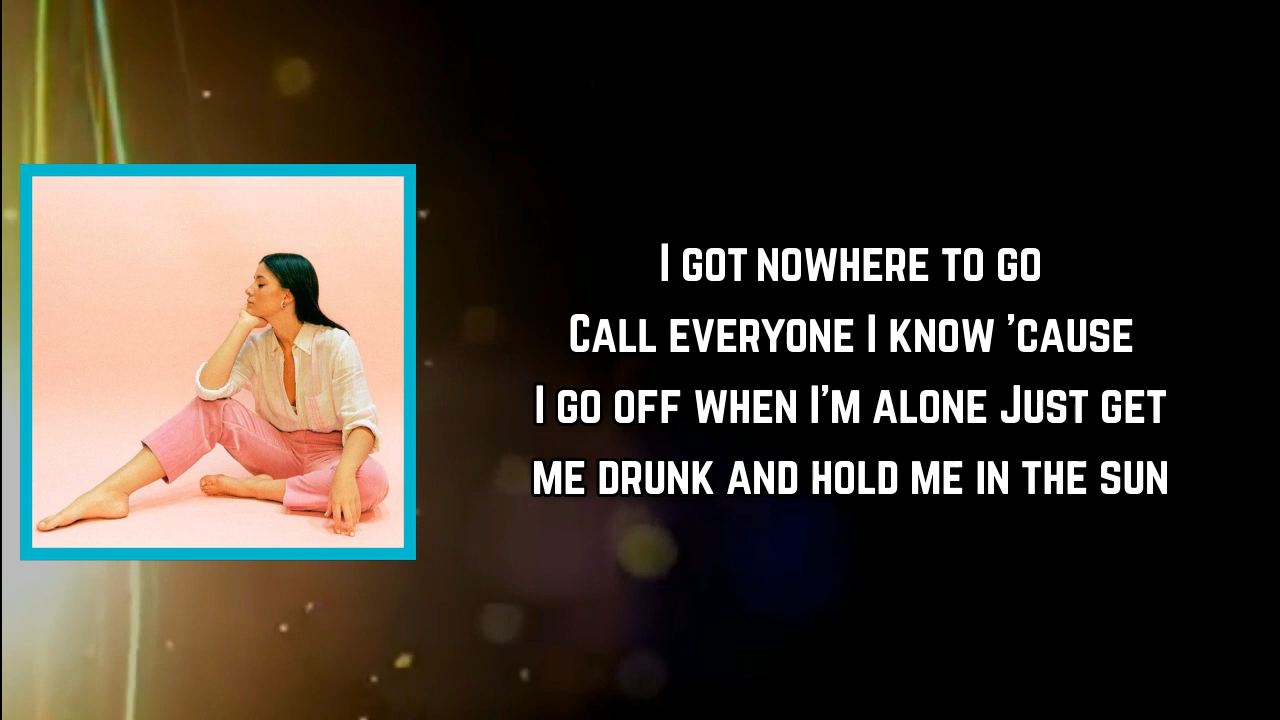 I got nowhere to go
Call everyone I know ’cause
I go off when I’m alone Just get
me drunk and hold me in the sun